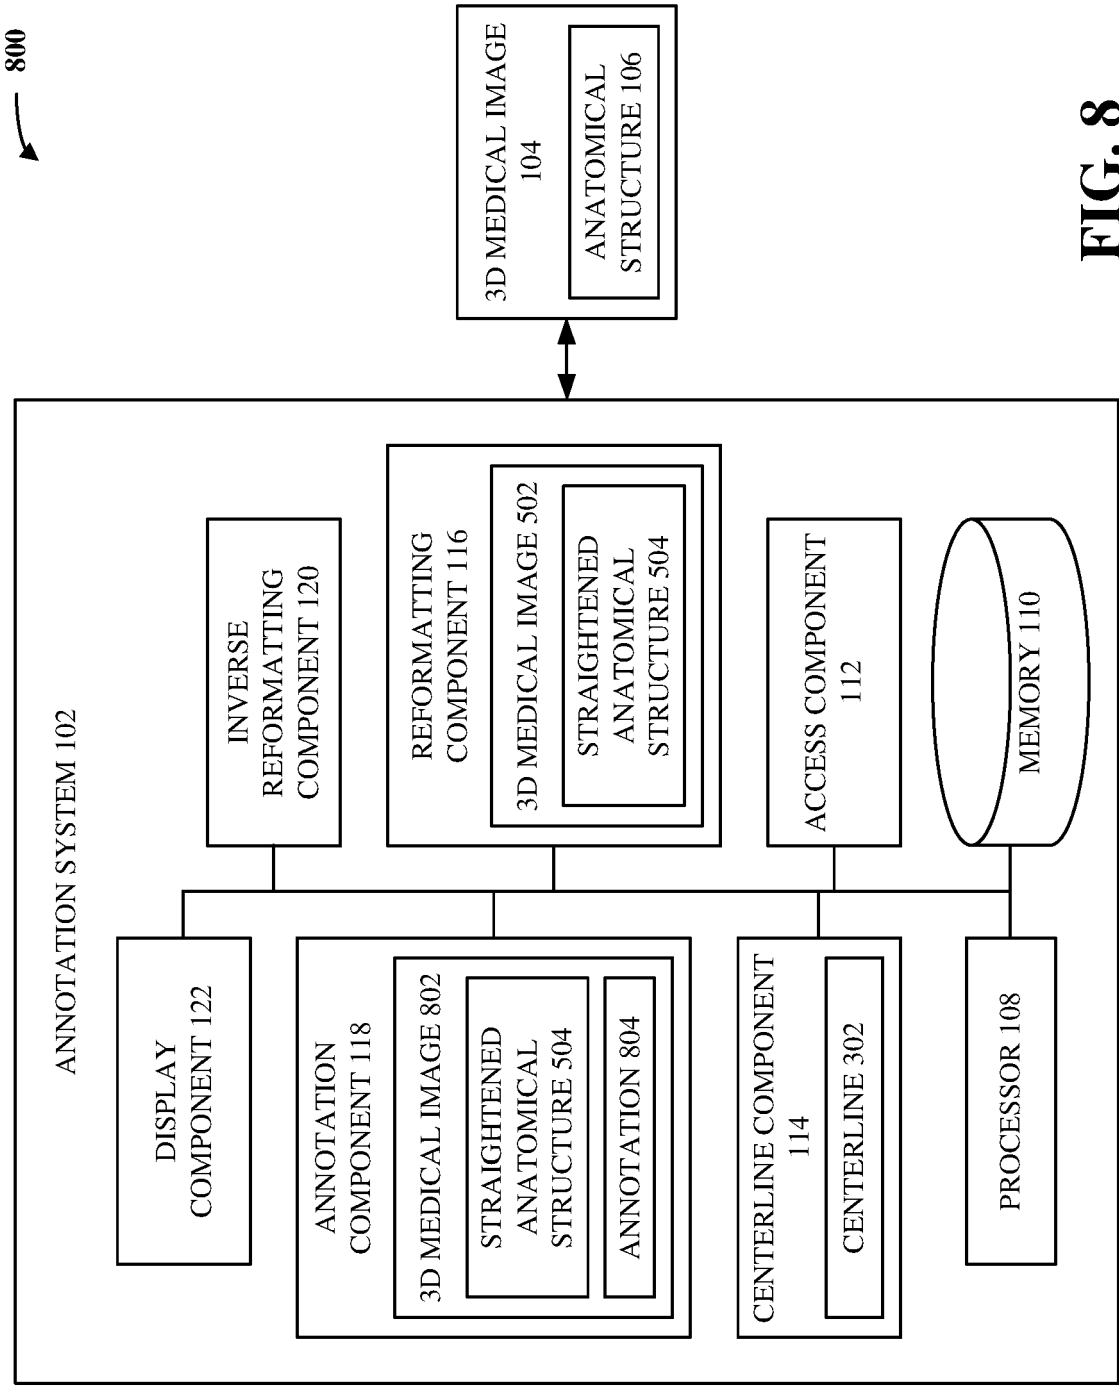 800
ANNOTATION SYSTEM 102
DISPLAY
COMPONENT 122
INVERSE
REFORMATTING
COMPONENT 120
ANNOTATION
COMPONENT 118
3D MEDICAL IMAGE 802
STRAIGHTENED
ANATOMICAL
STRUCTURE 504
ANNOTATION 804
REFORMATTING
COMPONENT 116
3D MEDICAL IMAGE 502
STRAIGHTENED
ANATOMICAL
STRUCTURE 504
CENTERLINE COMPONENT
114
CENTERLINE 302
ACCESS COMPONENT
112
PROCESSOR 108
MEMORY 110
3D MEDICAL IMAGE
104
ANATOMICAL
STRUCTURE 106
FIG. 8